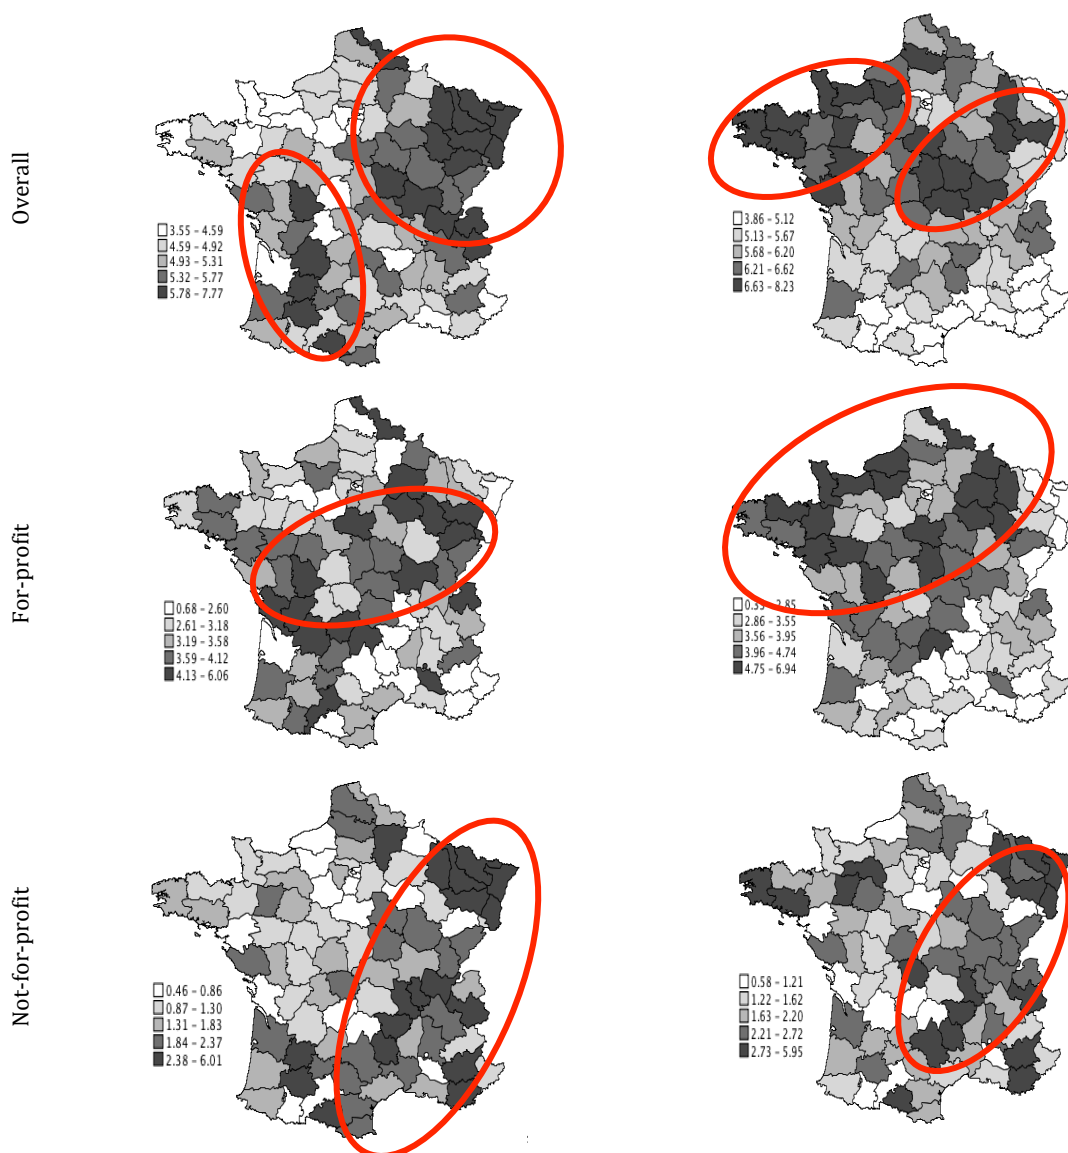 Overall
3.55 – 4.59
4.59 – 4.92
4.93 – 5.31
5.32 – 5.77
5.78 – 7.77
3.86 – 5.12
5.13 – 5.67
5.68 – 6.20
6.21 – 6.62
6.63 – 8.23
For-profit
0.68 – 2.60
2.61 – 3.18
3.19 – 3.58
3.59 – 4.12
4.13 – 6.06
2.85
2.86 – 3.55
3.56 – 3.95
3.96 – 4.74
4.75 – 6.94
Not-for-profit
0.46 – 0.86
0.87 – 1.30
1.31 – 1.83
1.84 – 2.37
2.38 – 6.01
0.58 – 1.21
1.22 – 1.62
1.63 – 2.20
2.21 – 2.72
2.73 – 5.95